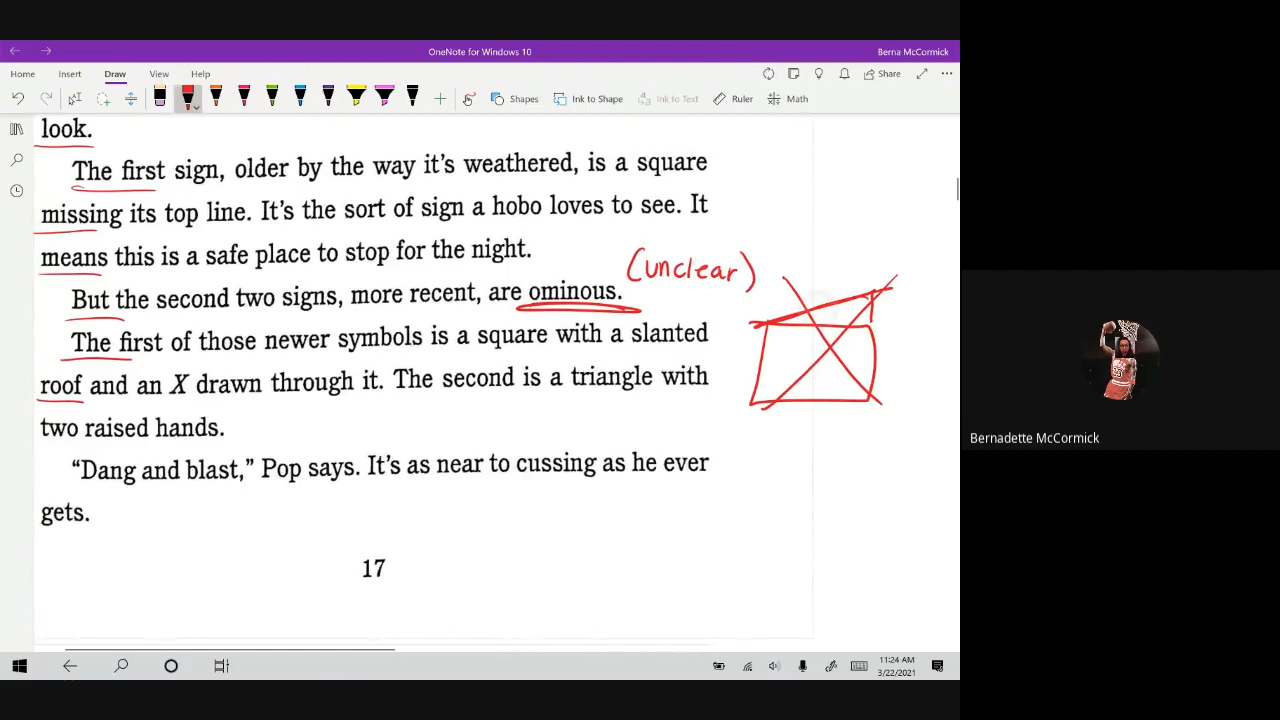 OneNote for Windows 10
Berna McCormick
Home Insert Draw View Help
Share
Shapes Ink to Shape Ink to Text Ruler Math
look.
The first sign, older by the way it's weathered, is a square
missing its top line. It's the sort of sign a hobo loves to see. It
means this is a safe place to stop for the night.
(unclear)
But the second two signs, more recent, are ominous.
The first of those newer symbols is a square with a slanted
roof and an X drawn through it. The second is a triangle with
two raised hands.
“Dang and blast,” Pop says. It's as near to cussing as he ever
gets.
17
Bernadette McCormick
11:24 AM
3/22/2021